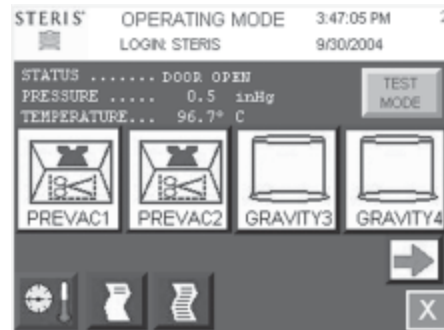 STERIS® OPERATING MODE 3:47:05 PM 2
LOGIN: STERIS 9/30/2004
STATUS ....... DOOR OPEN
PRESSURE ..... 0.5 inHg
TEMPERATURE... 96.7° C
TEST
MODE
PREVAC1 PREVAC2 GRAVITY3 GRAVITY4
X